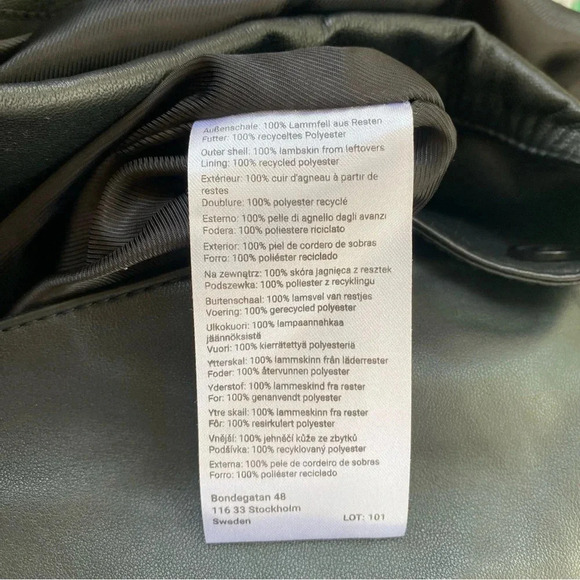 Außenschale: 100% Lammfell aus Resten
Futter: 100% recyceltes Polyester
Outer shell: 100% lambskin from leftovers
Lining: 100% recycled polyester
Extérieur: 100% cuir d'agneau à partir de
restes
Doublure: 100% polyester recyclé
Esterno: 100% pelle di agnello dagli avanzi
Fodera: 100% poliestere riciclato
Exterior: 100% piel de cordero de sobras
Forro: 100% poliéster reciclado
Na zewnątrz: 100% skóra jagnięca z resztek
Podszewka: 100% poliester z recyklingu
Buitenschaal: 100% lamsvel van restjes
Voering: 100% gerecycled polyester
Ulkokuori: 100% lampaannahkaa
jäännöksistä
Vuori: 100% kierrätettyä polyesteriä
Ytterskal: 100% lammskinn från läderrester
Foder: 100% återvunnen polyester
Yderstof: 100% lammeskind fra rester
For: 100% genanvendt polyester
Ytre skall: 100% lammeskinn fra rester
Fôr: 100% resirkulert polyester
Vnější: 100% jehněčí kůže ze zbytků
Podšívka: 100% recyklovaný polyester
Externa: 100% pele de cordeiro de sobras
Forro: 100% poliéster reciclado
Bondegatan 48
116 33 Stockholm
Sweden
LOT: 101